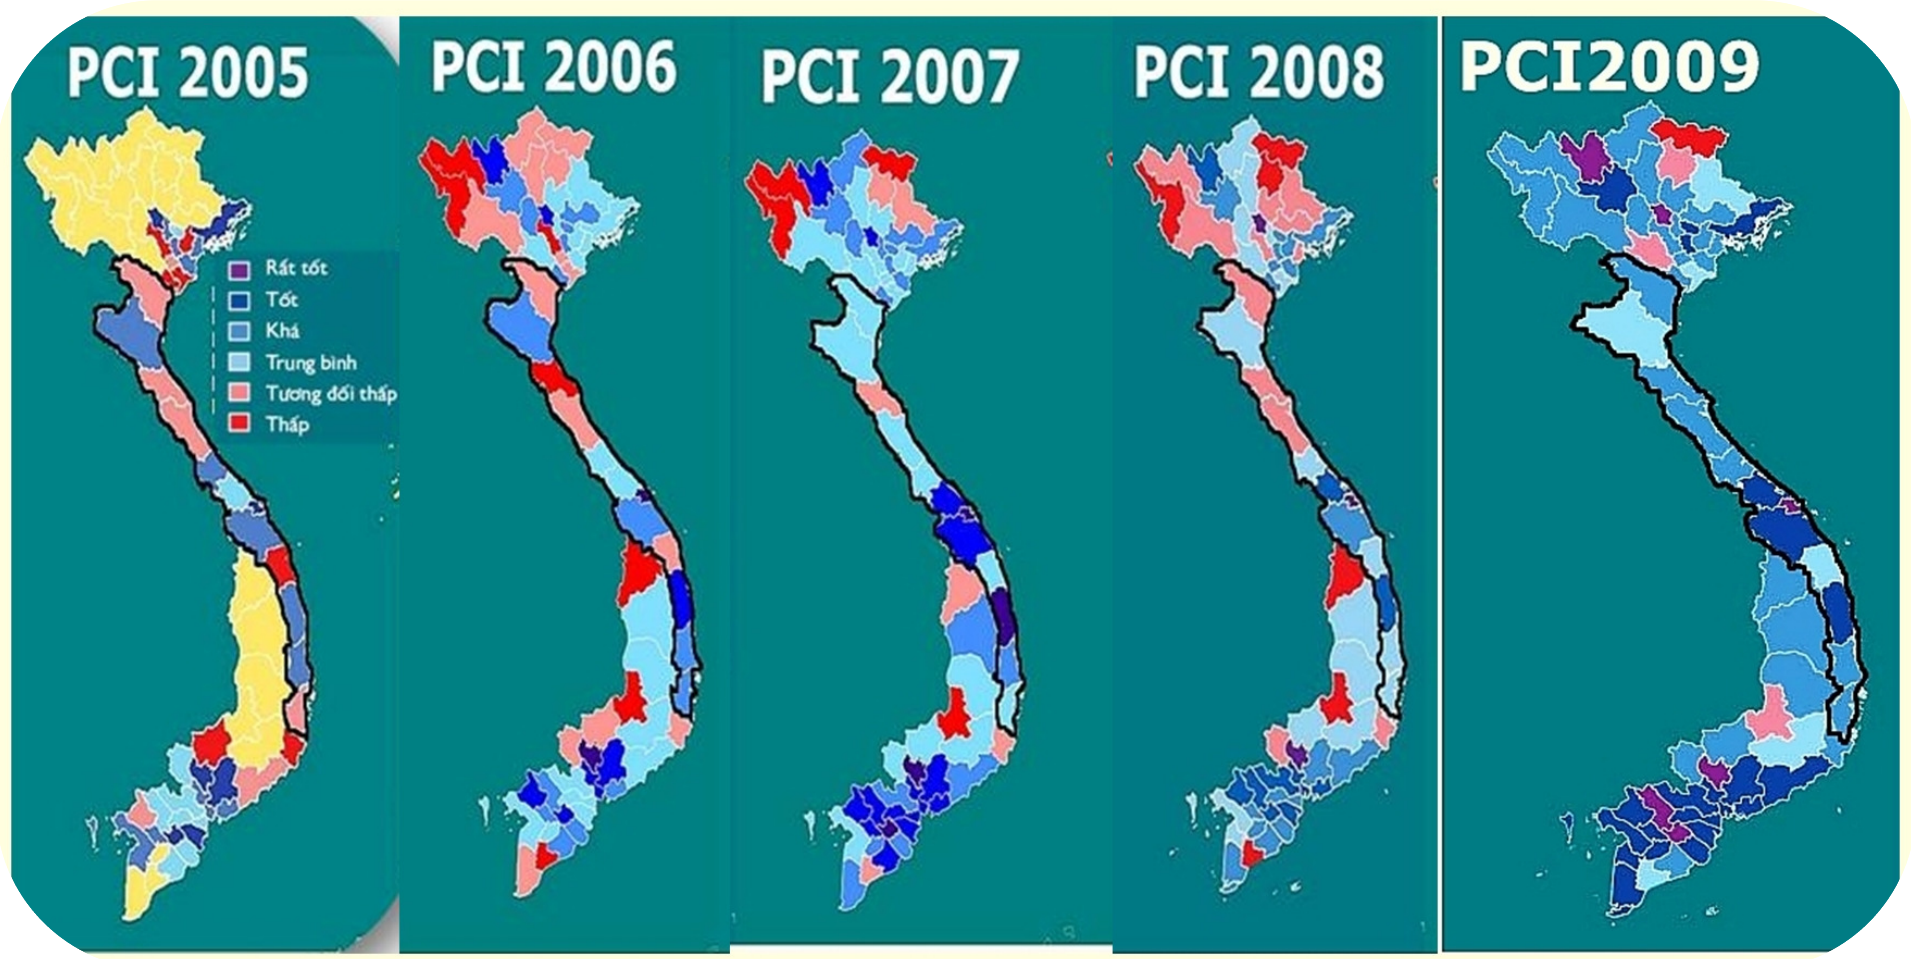 PCI 2005
PCI 2006
PCI 2007
PCI 2008
PCI2009
Rất tốt
Tốt
Khá
Trung bình
Tương đối thấp
Thấp